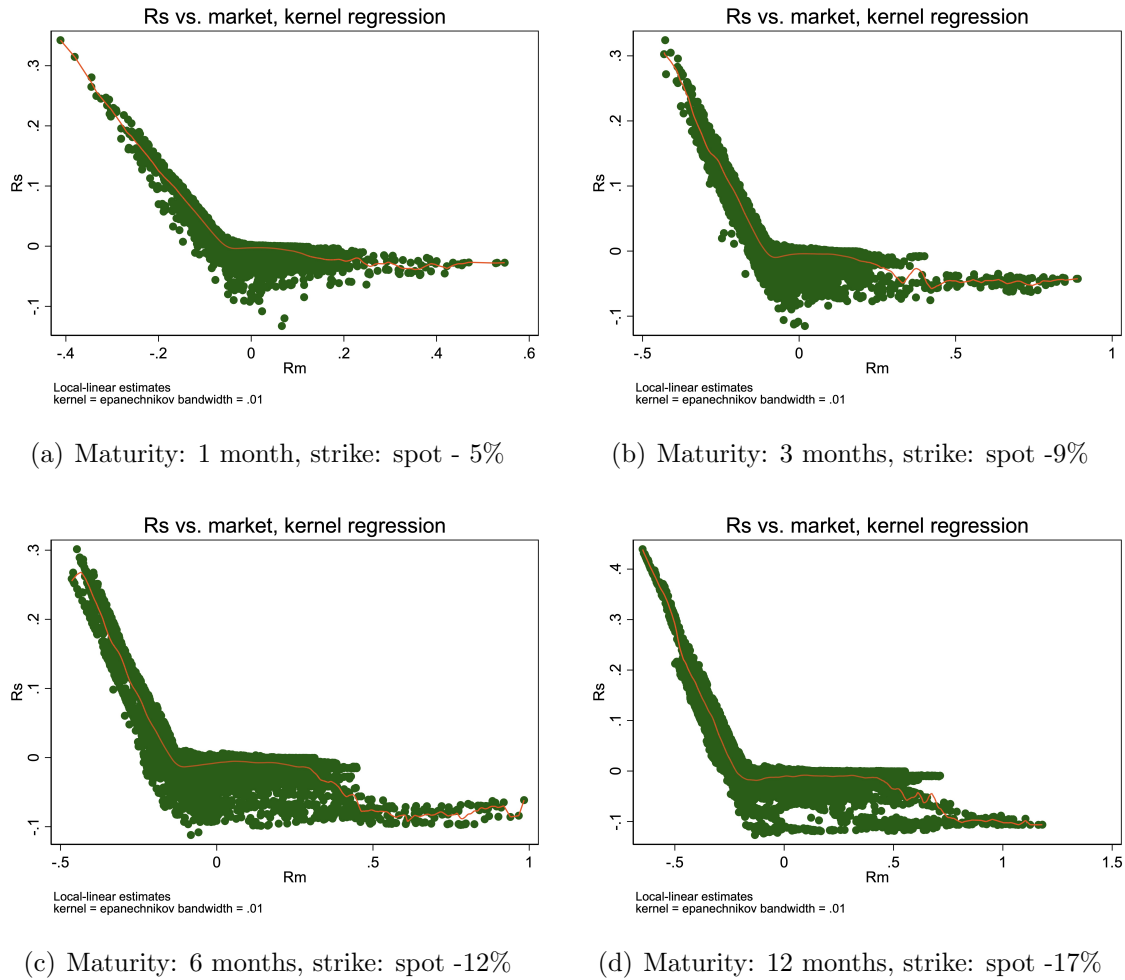 Rs vs. market, kernel regression
Rs
.3
.2
.1
0
-.1
-.4
-.2
0
.2
.4
.6
Rm
Local-linear estimates
kernel = epanechnikov bandwidth = .01
(a) Maturity: 1 month, strike: spot - 5%
Rs vs. market, kernel regression
Rs
.3
.2
.1
0
-.1
-.5
0
.5
1
Rm
Local-linear estimates
kernel = epanechnikov bandwidth = .01
(b) Maturity: 3 months, strike: spot -9%
Rs vs. market, kernel regression
Rs
.3
.2
.1
0
-.1
-.5
0
.5
1
Rm
Local-linear estimates
kernel = epanechnikov bandwidth = .01
(c) Maturity: 6 months, strike: spot -12%
Rs vs. market, kernel regression
Rs
.4
.3
.2
.1
0
-.1
-.5
0
.5
1
1.5
Rm
Local-linear estimates
kernel = epanechnikov bandwidth = .01
(d) Maturity: 12 months, strike: spot -17%